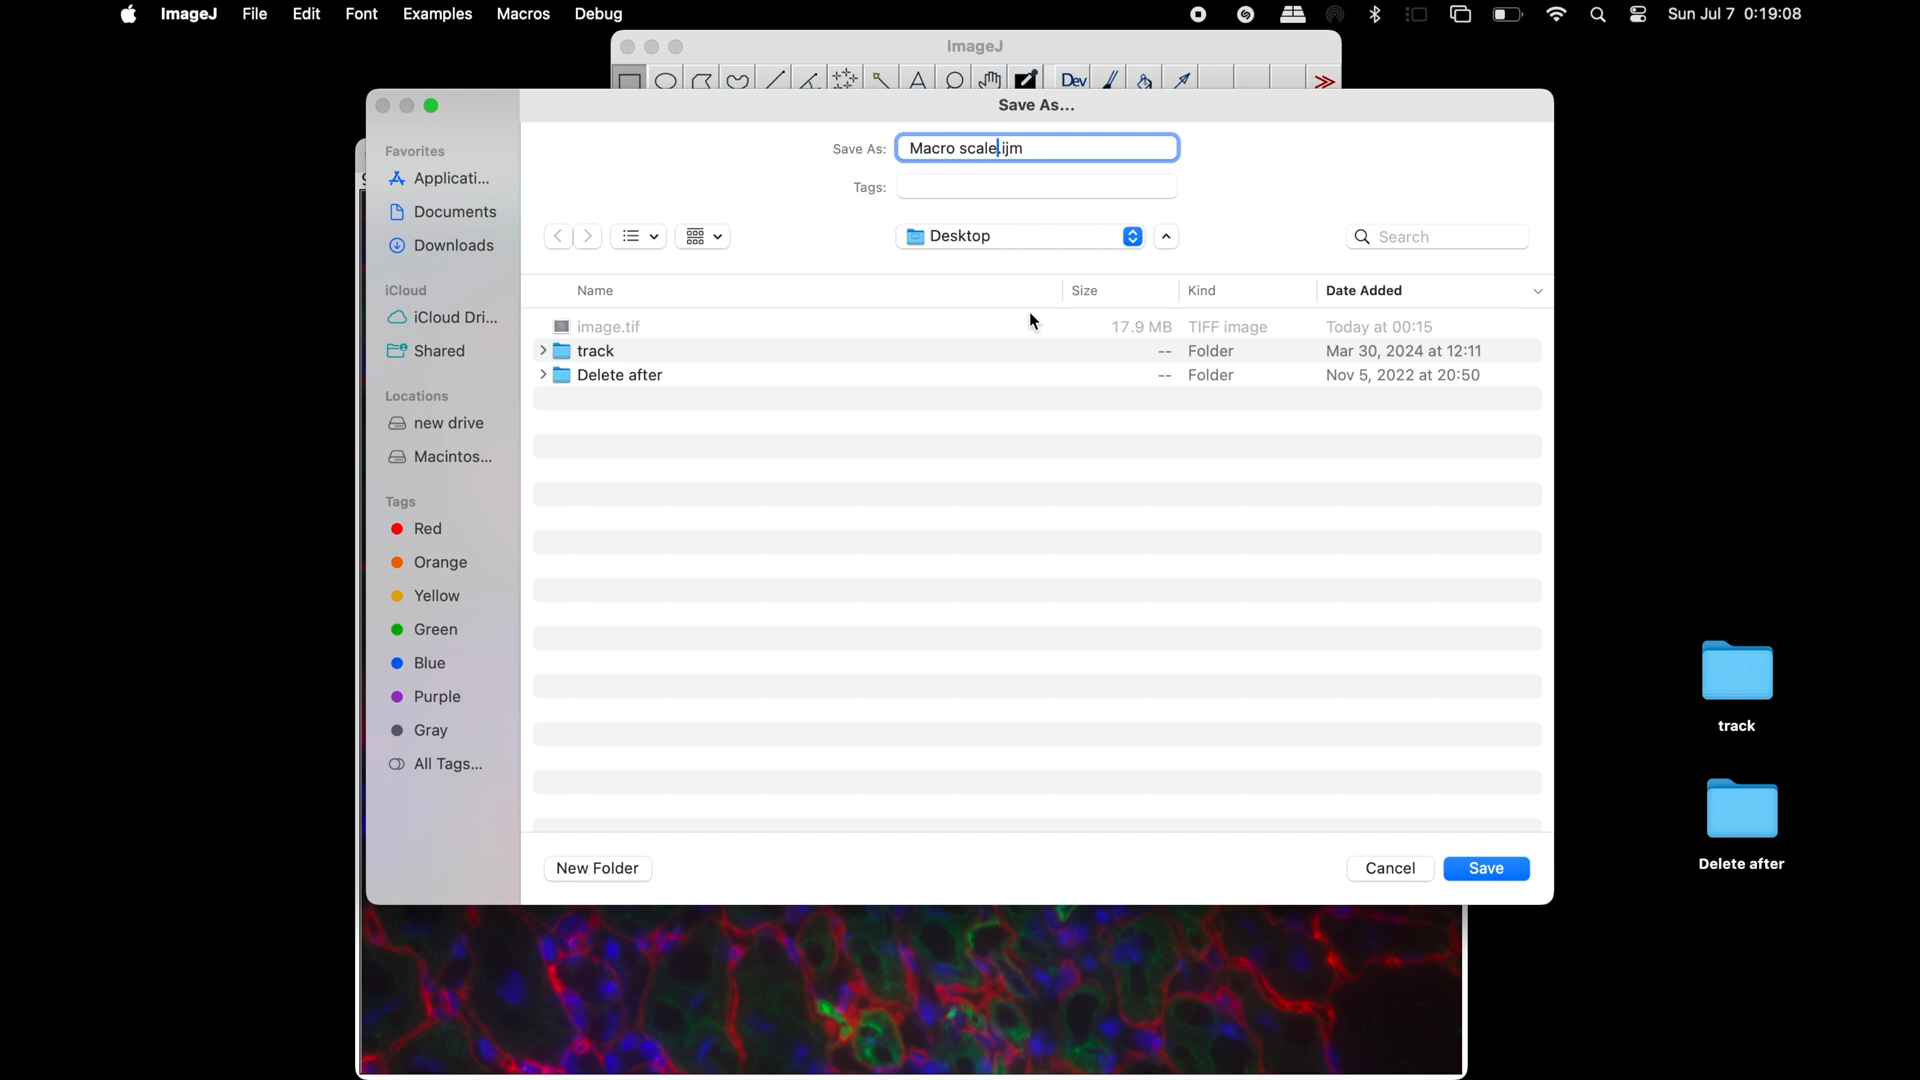 ImageJ File Edit Font Examples Macros Debug Sun Jul 7 0:19:08
ImageJ
Dev
Save As...
Save As: Macro scale.ijm
Tags:
Favorites
Applicati...
Documents
Downloads
iCloud
iCloud Dri...
Shared
Locations
new drive
Macintos...
Tags
Red
Orange
Yellow
Green
Blue
Purple
Gray
All Tags...
Desktop
Search
Name Size Kind Date Added
image.tif 17.9 MB TIFF image Today at 00:15
track -- Folder Mar 30, 2024 at 12:11
Delete after -- Folder Nov 5, 2022 at 20:50
New Folder Cancel Save
track
Delete after